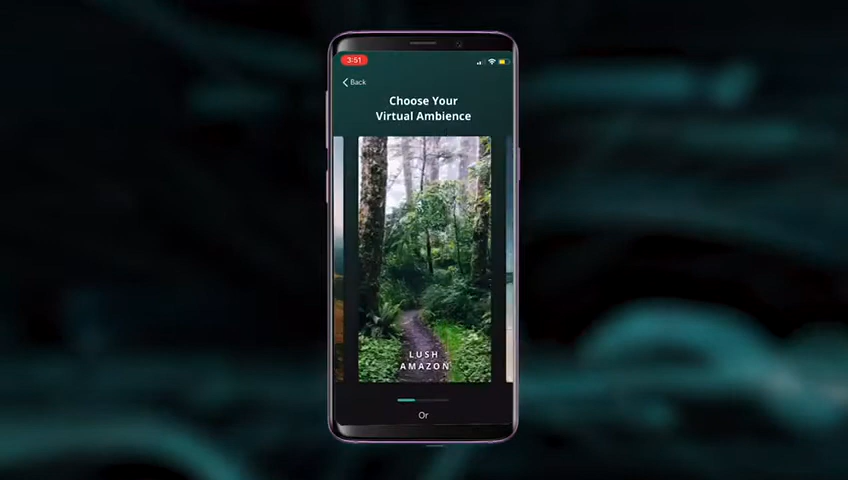 3:51
Back
Choose Your
Virtual Ambience
LUSH
AMAZON
Or